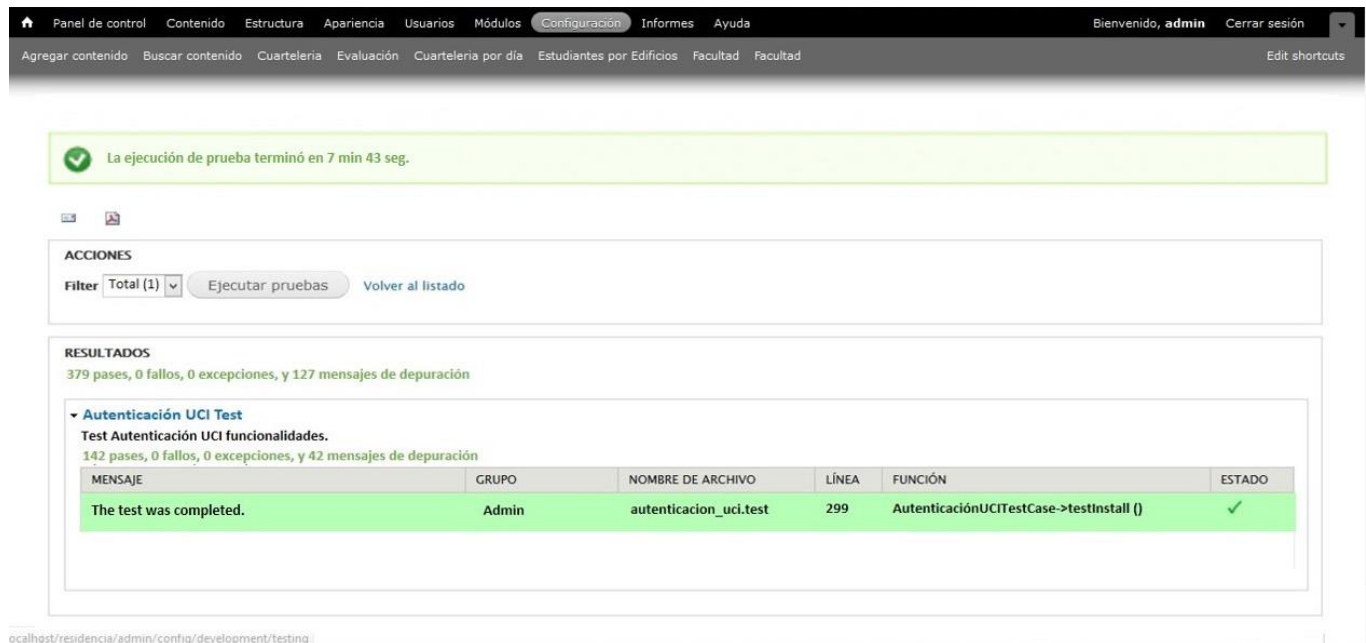 Panel de control Contenido Estructura Apariencia Usuarios Módulos Configuración Informes Ayuda Bienvenido, admin Cerrar sesión
Agregar contenido Buscar contenido Cuarteleria Evaluación Cuarteleria por día Estudiantes por Edificios Facultad Facultad Edit shortcuts
La ejecución de prueba terminó en 7 min 43 seg.
ACCIONES
Filter Total (1) Ejecutar pruebas Volver al listado
RESULTADOS
379 pases, 0 fallos, 0 excepciones, y 127 mensajes de depuración
Autenticación UCI Test
Test Autenticación UCI funcionalidades.
142 pases, 0 fallos, 0 excepciones, y 42 mensajes de depuración
MENSAJE GRUPO NOMBRE DE ARCHIVO LÍNEA FUNCIÓN ESTADO
The test was completed. Admin autenticacion_uci.test 299 AutenticaciónUCITestCase->testInstall ()
ocalhost/residencia/admin/config/development/testing